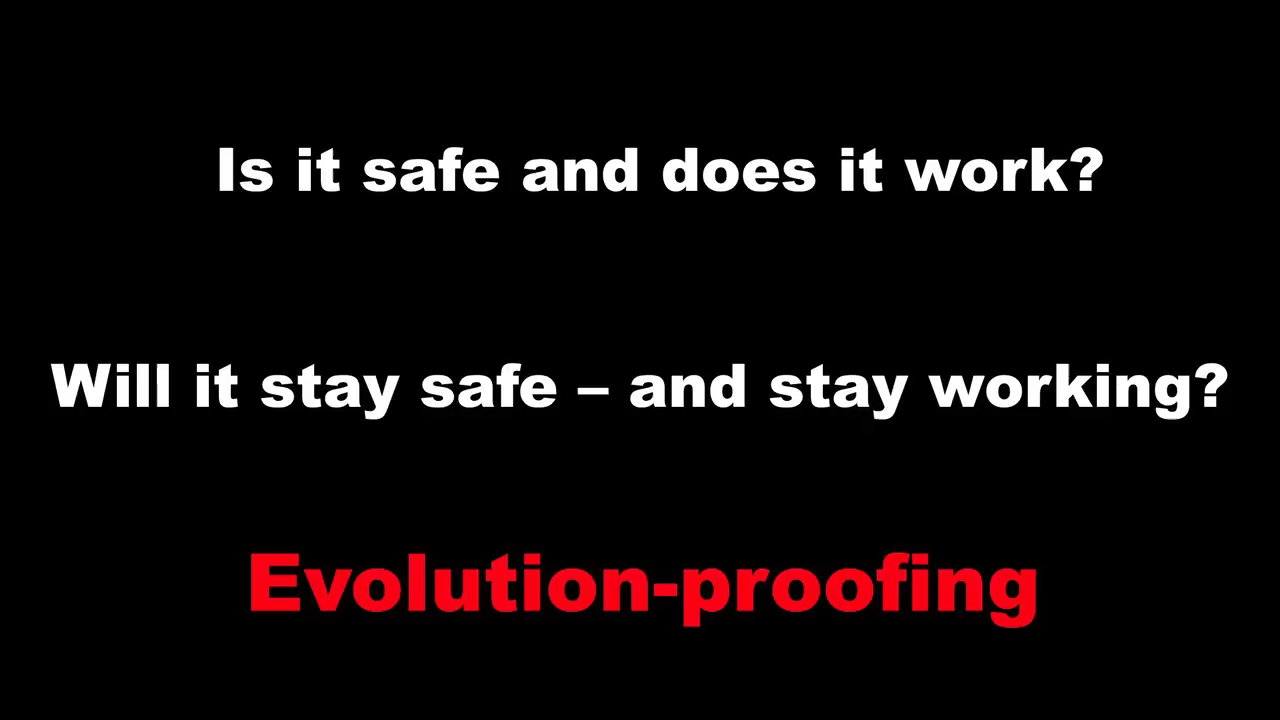 Is it safe and does it work?
Will it stay safe – and stay working?
Evolution-proofing